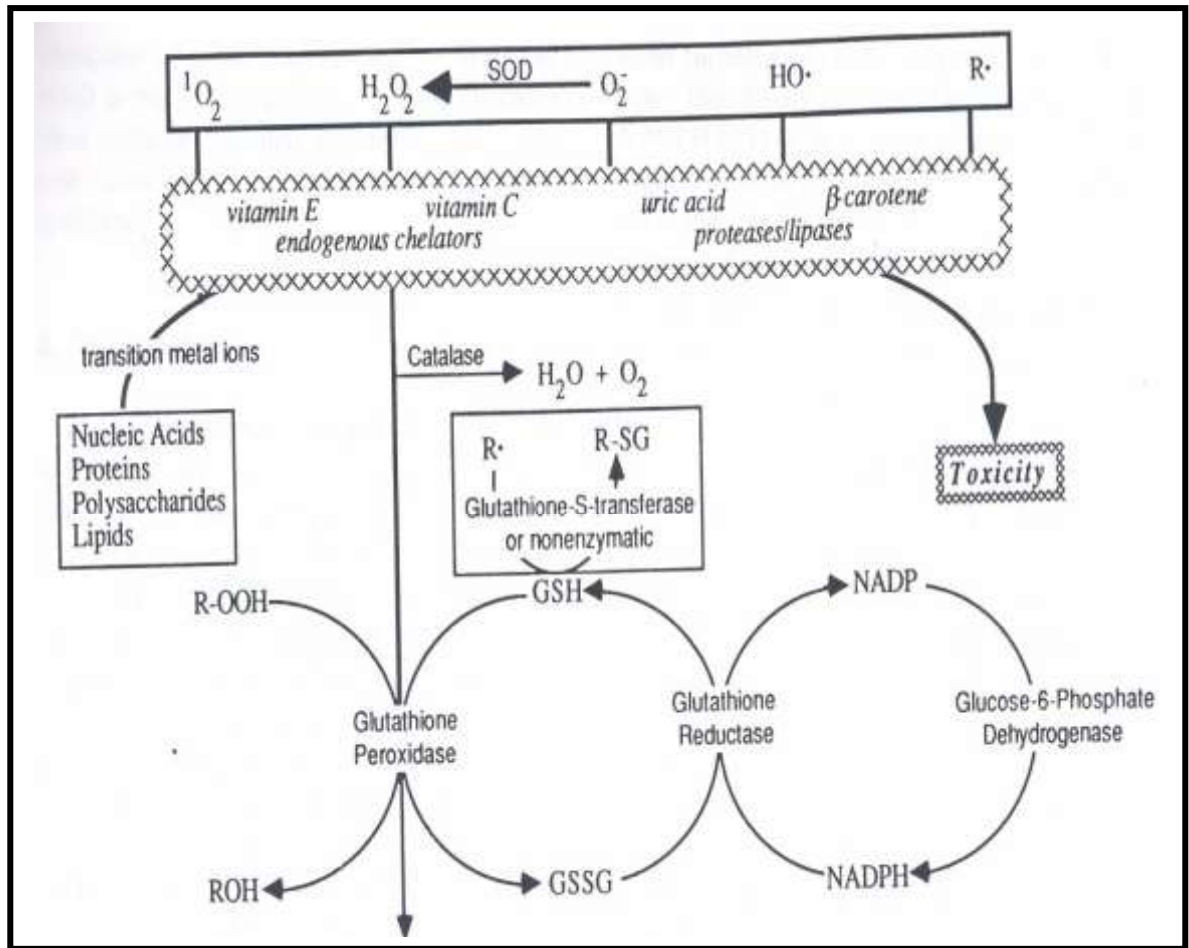 ¹O₂ H₂O₂ SOD O₂⁻ HO• R•
vitamin E vitamin C uric acid β-carotene
endogenous chelators proteases/lipases
transition metal ions
Catalase
H₂O + O₂
Nucleic Acids
Proteins
Polysaccharides
Lipids
R• R-SG
Glutathione-S-transferase
or nonenzymatic
Toxicity
R-OOH GSH NADP
Glutathione
Peroxidase
Glutathione
Reductase
Glucose-6-Phosphate
Dehydrogenase
ROH GSSG NADPH